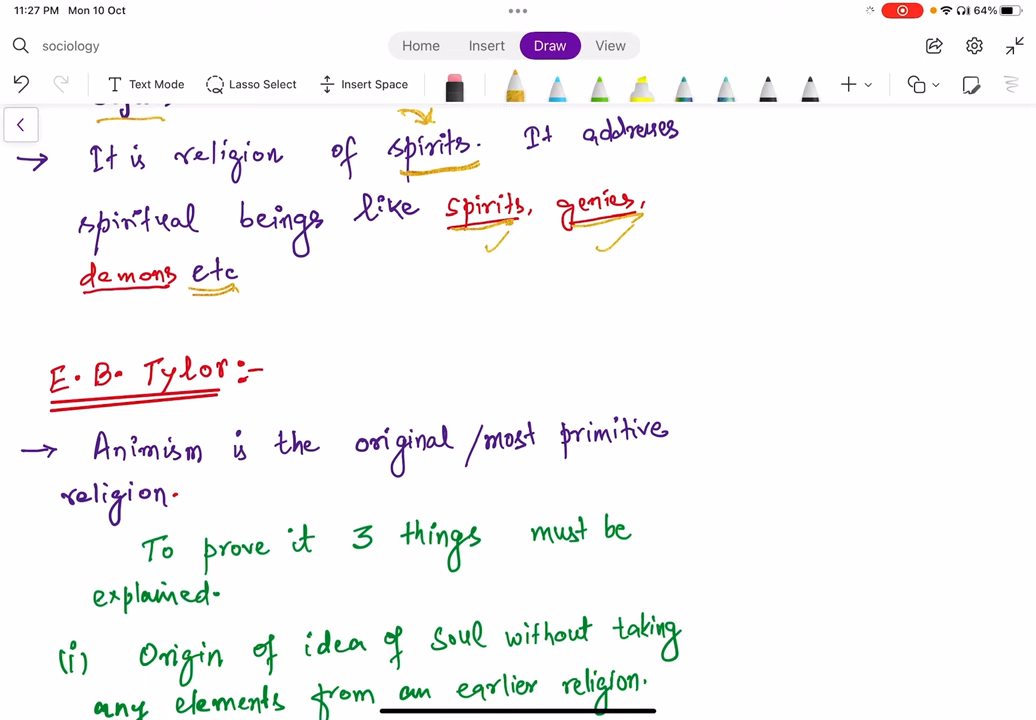 11:27 PM Mon 10 Oct 64%
sociology Home Insert Draw View
Text Mode Lasso Select Insert Space
→ It is religion of spirits. It addresses
spiritual beings like spirits, genies,
demons etc
E. B. Tylor:-
→ Animism is the original/most primitive
religion.
To prove it 3 things must be
explained.
(i) Origin of idea of soul without taking
any elements from an earlier religion.